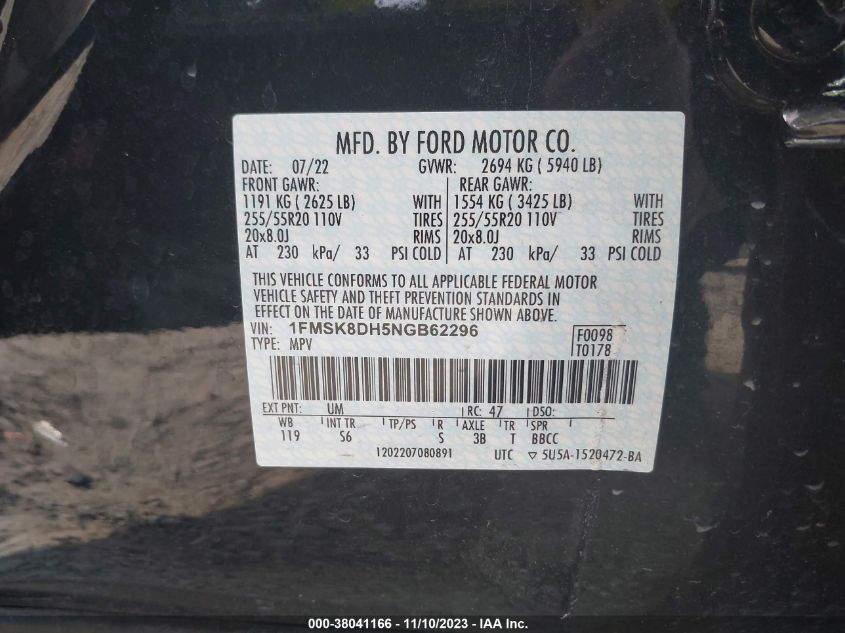 MFD. BY FORD MOTOR CO.
DATE: 07/22 GVWR: 2694 KG ( 5940 LB)
FRONT GAWR: REAR GAWR:
1191 KG ( 2625 LB) WITH 1554 KG ( 3425 LB) WITH
255/55R20 110V TIRES 255/55R20 110V TIRES
20x8.0J RIMS 20x8.0J RIMS
AT 230 kPa/ 33 PSI COLD AT 230 kPa/ 33 PSI COLD
THIS VEHICLE CONFORMS TO ALL APPLICABLE FEDERAL MOTOR
VEHICLE SAFETY AND THEFT PREVENTION STANDARDS IN
EFFECT ON THE DATE OF MANUFACTURE SHOWN ABOVE.
VIN: 1FMSK8DH5NGB62296 F0098
TYPE: MPV T0178
EXT PNT: UM RC: 47 DSO:
WB INT TR TP/PS R AXLE TR SPR
119 S6 S 3B T BBCC
1202207080891 UTC ▽ 5U5A-1520472-BA
000-38041166 - 11/10/2023 - IAA Inc.